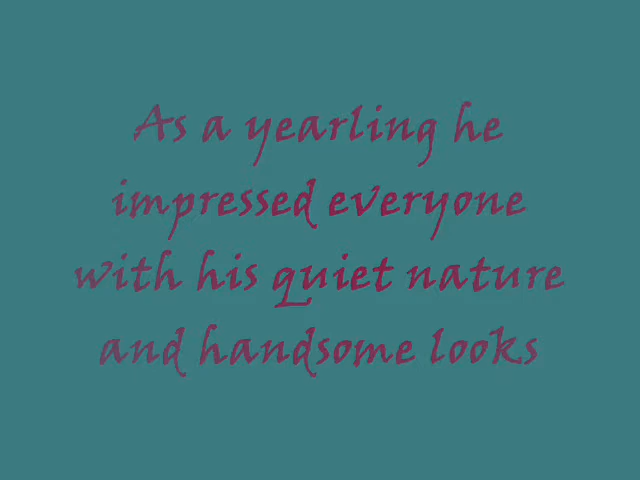 As a yearling he
impressed everyone
with his quiet nature
and handsome looks